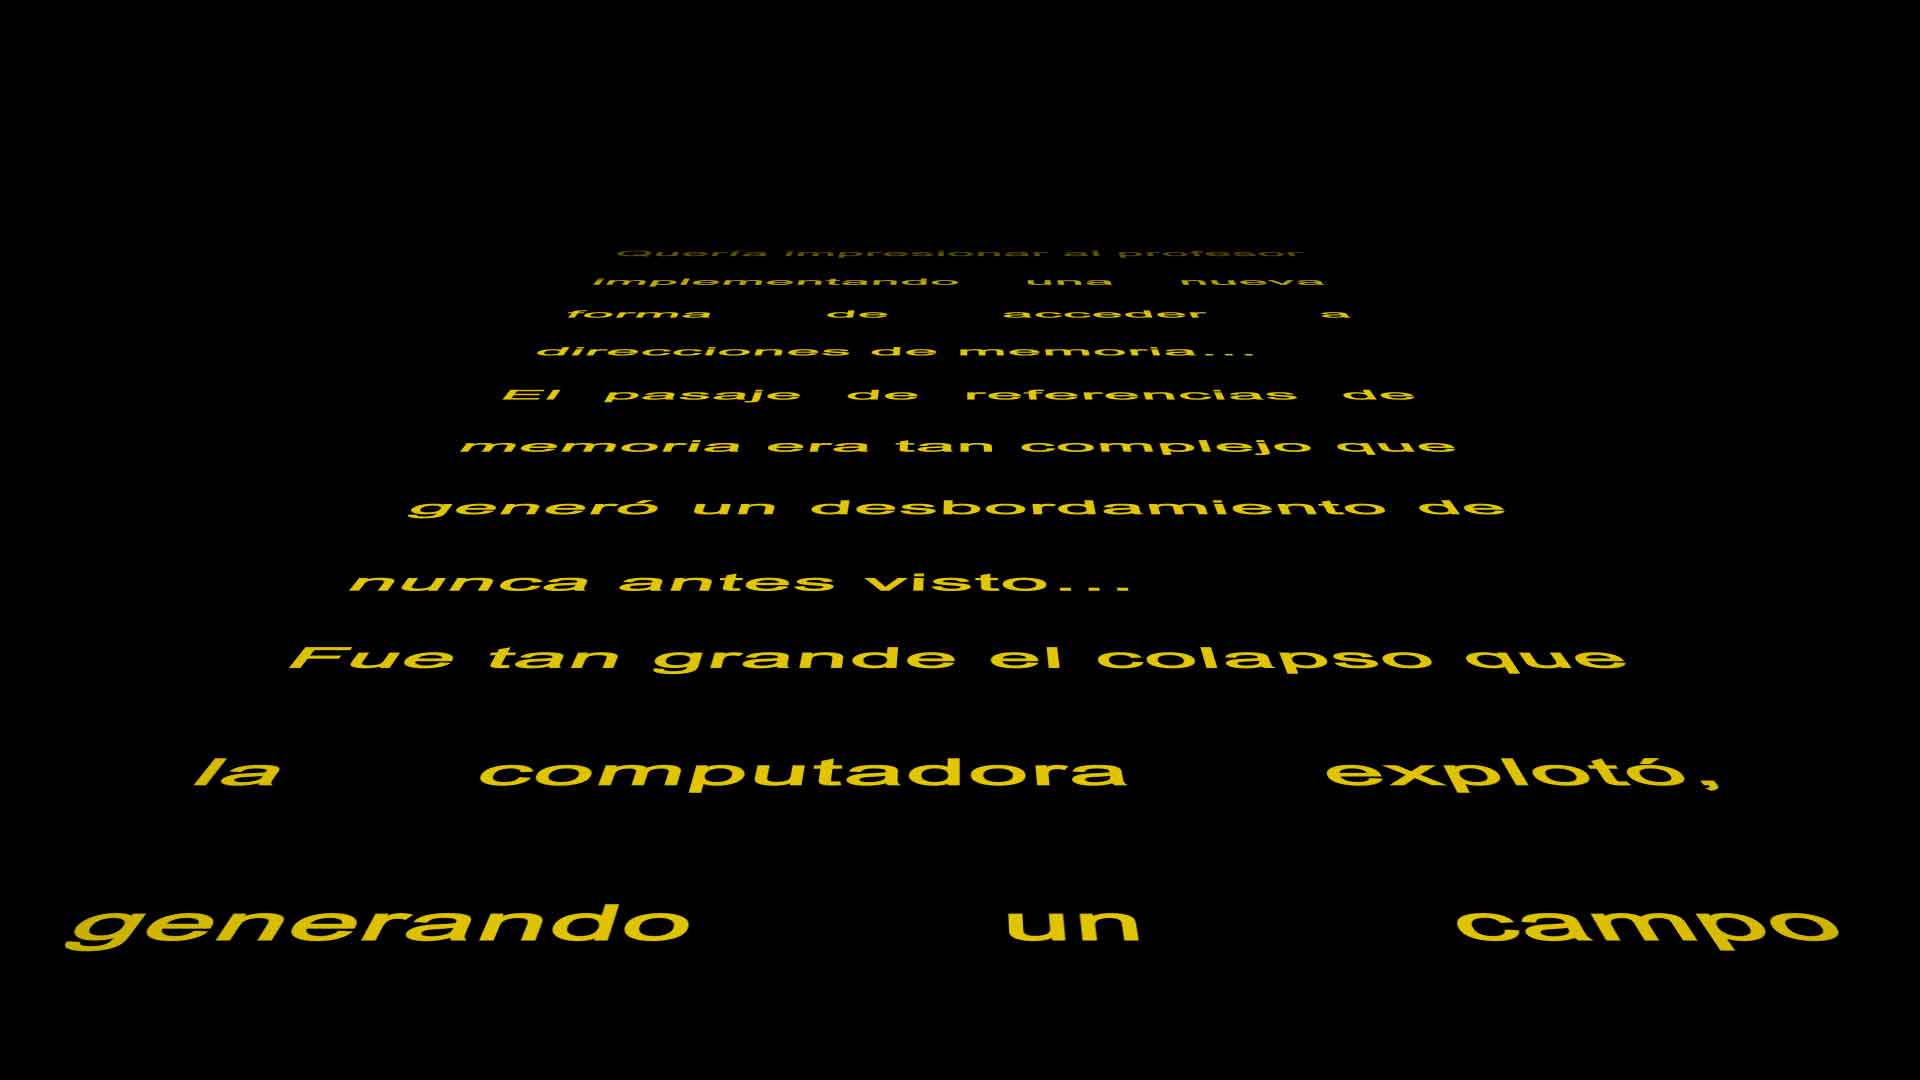 Quería impresionar al profesor
implementando una nueva
forma de acceder a
direcciones de memoria...
El pasaje de referencias de
memoria era tan complejo que
generó un desbordamiento de
nunca antes visto...
Fue tan grande el colapso que
la computadora explotó,
generando un campo